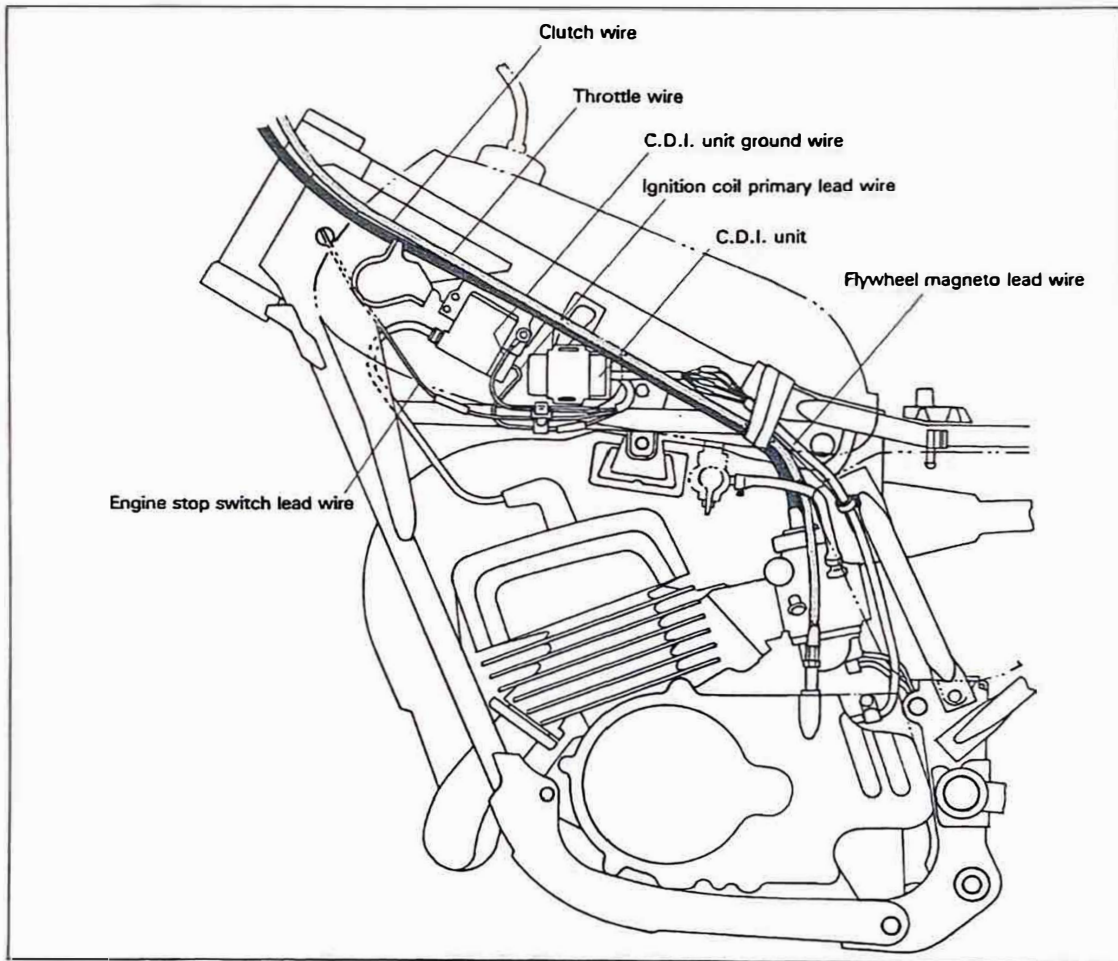 Clutch wire
Throttle wire
C.D.I. unit ground wire
Ignition coil primary lead wire
C.D.I. unit
Flywheel magneto lead wire
Engine stop switch lead wire